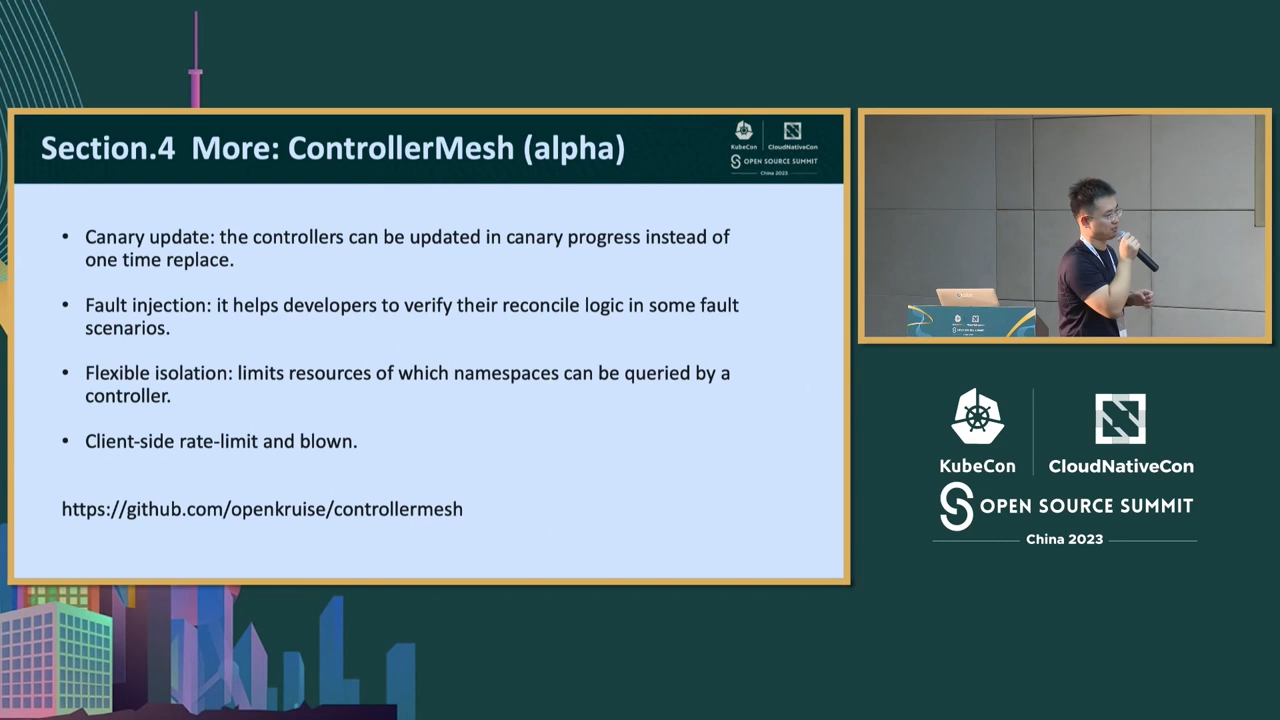 Section.4 More: ControllerMesh (alpha)
KubeCon
CloudNativeCon
OPEN SOURCE SUMMIT
China 2023
• Canary update: the controllers can be updated in canary progress instead of
one time replace.
• Fault injection: it helps developers to verify their reconcile logic in some fault
scenarios.
• Flexible isolation: limits resources of which namespaces can be queried by a
controller.
• Client-side rate-limit and blown.
https://github.com/openkruise/controllermesh
KubeCon
CloudNativeCon
OPEN SOURCE SUMMIT
China 2023